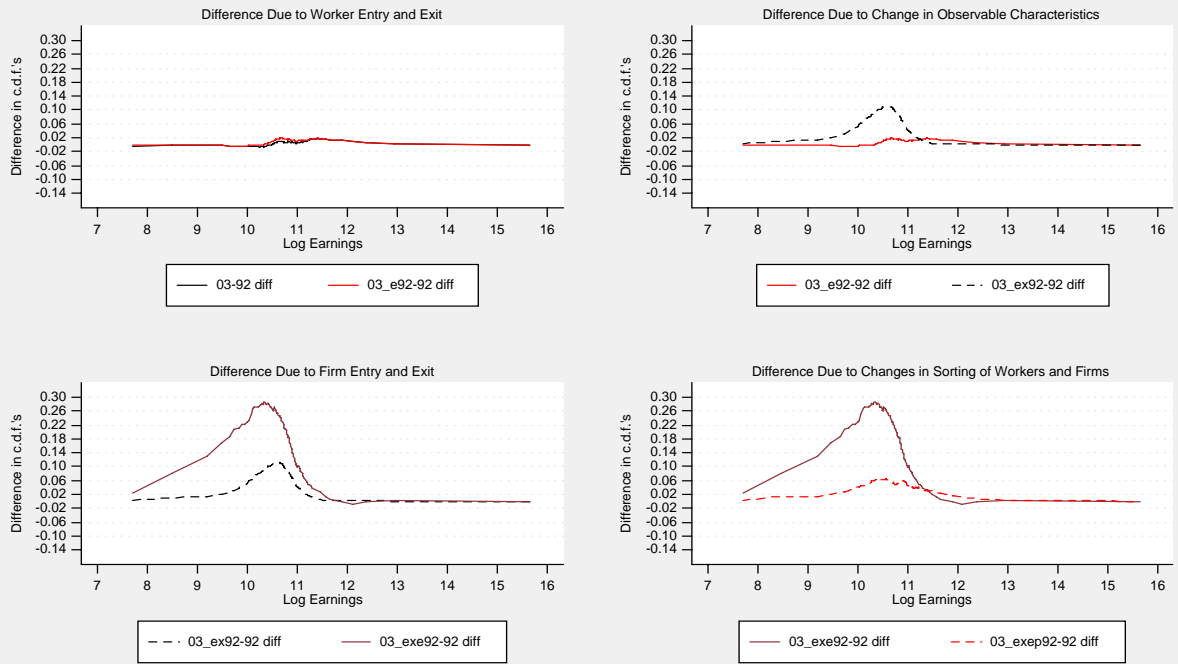 Difference Due to Worker Entry and Exit
Difference in c.d.f.'s
0.30
0.26
0.22
0.18
0.14
0.10
0.06
0.02
-0.02
-0.06
-0.10
-0.14
7 8 9 10 11 12 13 14 15 16
Log Earnings
03-92 diff 03_e92-92 diff
Difference Due to Change in Observable Characteristics
Difference in c.d.f.'s
0.30
0.26
0.22
0.18
0.14
0.10
0.06
0.02
-0.02
-0.06
-0.10
-0.14
7 8 9 10 11 12 13 14 15 16
Log Earnings
03_e92-92 diff 03_ex92-92 diff
Difference Due to Firm Entry and Exit
Difference in c.d.f.'s
0.30
0.26
0.22
0.18
0.14
0.10
0.06
0.02
-0.02
-0.06
-0.10
-0.14
7 8 9 10 11 12 13 14 15 16
Log Earnings
03_ex92-92 diff 03_exe92-92 diff
Difference Due to Changes in Sorting of Workers and Firms
Difference in c.d.f.'s
0.30
0.26
0.22
0.18
0.14
0.10
0.06
0.02
-0.02
-0.06
-0.10
-0.14
7 8 9 10 11 12 13 14 15 16
Log Earnings
03_exe92-92 diff 03_exep92-92 diff